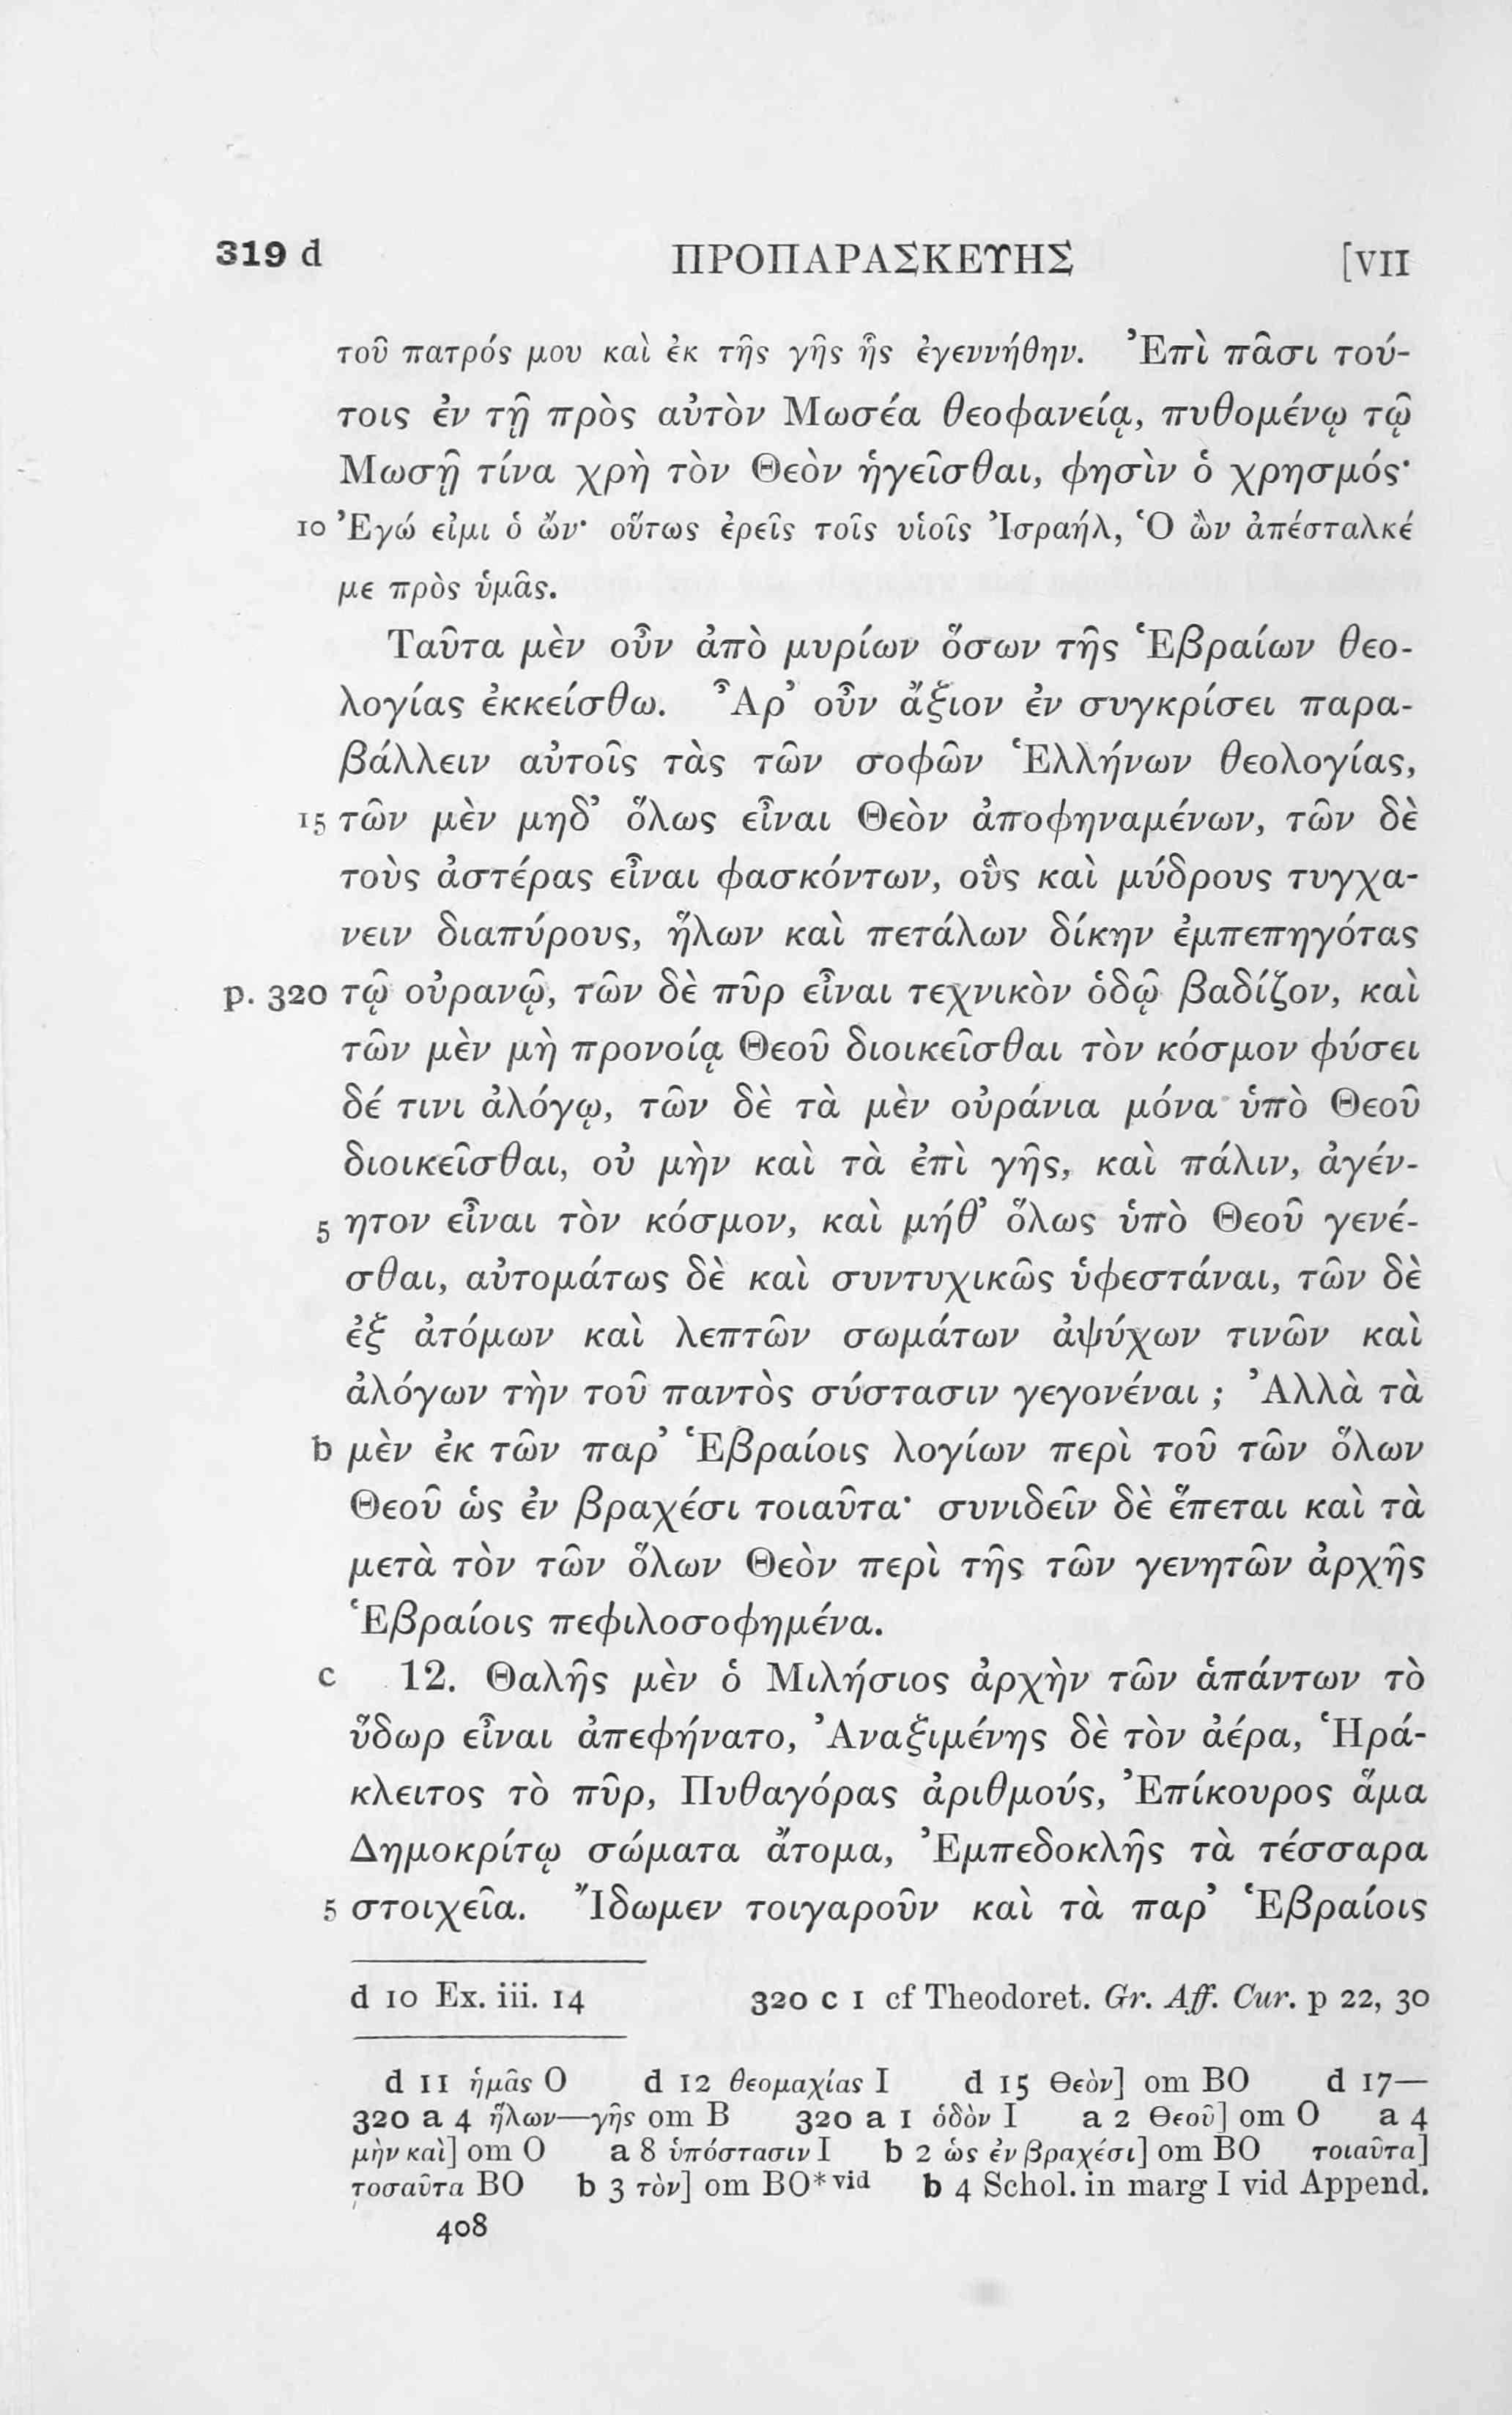 319 d ΠΡΟΠΑΡΑΣΚΕΥΗΣ [VII
τοῦ πατρός μου καὶ ἐκ τῆς γῆς ἧς ἐγεννήθην. Ἐπὶ πᾶσι τού-
τοις ἐν τῇ πρὸς αὐτὸν Μωσέα θεοφανείᾳ, πυθομένῳ τῷ
Μωσῇ τίνα χρὴ τὸν Θεὸν ἡγεῖσθαι, φησὶν ὁ χρησμός·
10 Ἐγώ εἰμι ὁ ὤν· οὕτως ἐρεῖς τοῖς υἱοῖς Ἰσραήλ, Ὁ ὢν ἀπέσταλκέ
με πρὸς ὑμᾶς.
Ταῦτα μὲν οὖν ἀπὸ μυρίων ὅσων τῆς Ἑβραίων θεο-
λογίας ἐκκείσθω. Ἆρ’ οὖν ἄξιον ἐν συγκρίσει παρα-
βάλλειν αὐτοῖς τὰς τῶν σοφῶν Ἑλλήνων θεολογίας,
15 τῶν μὲν μηδ’ ὅλως εἶναι Θεὸν ἀποφηναμένων, τῶν δὲ
τοὺς ἀστέρας εἶναι φασκόντων, οὓς καὶ μύδρους τυγχα-
νειν διαπύρους, ἥλων καὶ πετάλων δίκην ἐμπεπηγότας
p. 320 τῷ οὐρανῷ, τῶν δὲ πῦρ εἶναι τεχνικὸν ὁδῷ βαδίζον, καὶ
τῶν μὲν μὴ προνοίᾳ Θεοῦ διοικεῖσθαι τὸν κόσμον φύσει
δέ τινι ἀλόγῳ, τῶν δὲ τὰ μὲν οὐράνια μόνα ὑπὸ Θεοῦ
διοικεῖσθαι, οὐ μὴν καὶ τὰ ἐπὶ γῆς, καὶ πάλιν, ἀγέν-
5 ητον εἶναι τὸν κόσμον, καὶ μήθ’ ὅλως ὑπὸ Θεοῦ γενέ-
σθαι, αὐτομάτως δὲ καὶ συντυχικῶς ὑφεστάναι, τῶν δὲ
ἐξ ἀτόμων καὶ λεπτῶν σωμάτων ἀψύχων τινῶν καὶ
ἀλόγων τὴν τοῦ παντὸς σύστασιν γεγονέναι ; Ἀλλὰ τὰ
b μὲν ἐκ τῶν παρ’ Ἑβραίοις λογίων περὶ τοῦ τῶν ὅλων
Θεοῦ ὡς ἐν βραχέσι τοιαῦτα· συνιδεῖν δὲ ἕπεται καὶ τὰ
μετὰ τὸν τῶν ὅλων Θεὸν περὶ τῆς τῶν γενητῶν ἀρχῆς
Ἑβραίοις πεφιλοσοφημένα.
c 12. Θαλῆς μὲν ὁ Μιλήσιος ἀρχὴν τῶν ἁπάντων τὸ
ὕδωρ εἶναι ἀπεφήνατο, Ἀναξιμένης δὲ τὸν ἀέρα, Ἡρά-
κλειτος τὸ πῦρ, Πυθαγόρας ἀριθμούς, Ἐπίκουρος ἅμα
Δημοκρίτῳ σώματα ἄτομα, Ἐμπεδοκλῆς τὰ τέσσαρα
5 στοιχεῖα. Ἴδωμεν τοιγαροῦν καὶ τὰ παρ’ Ἑβραίοις
d 10 Ex. iii. 14 320 c 1 cf Theodoret. Gr. Aff. Cur. p 22, 30
d 11 ἡμᾶς O d 12 θεομαχίας I d 15 Θεὸν] om BO d 17—
320 a 4 ἥλων—γῆς om B 320 a 1 ὁδὸν I a 2 Θεοῦ] om O a 4
μὴν καὶ] om O a 8 ὑπόστασιν I b 2 ὡς ἐν βραχέσι] om BO τοιαῦτα]
τοσαῦτα BO b 3 τὸν] om BO*vid b 4 Schol. in marg I vid Append.
408